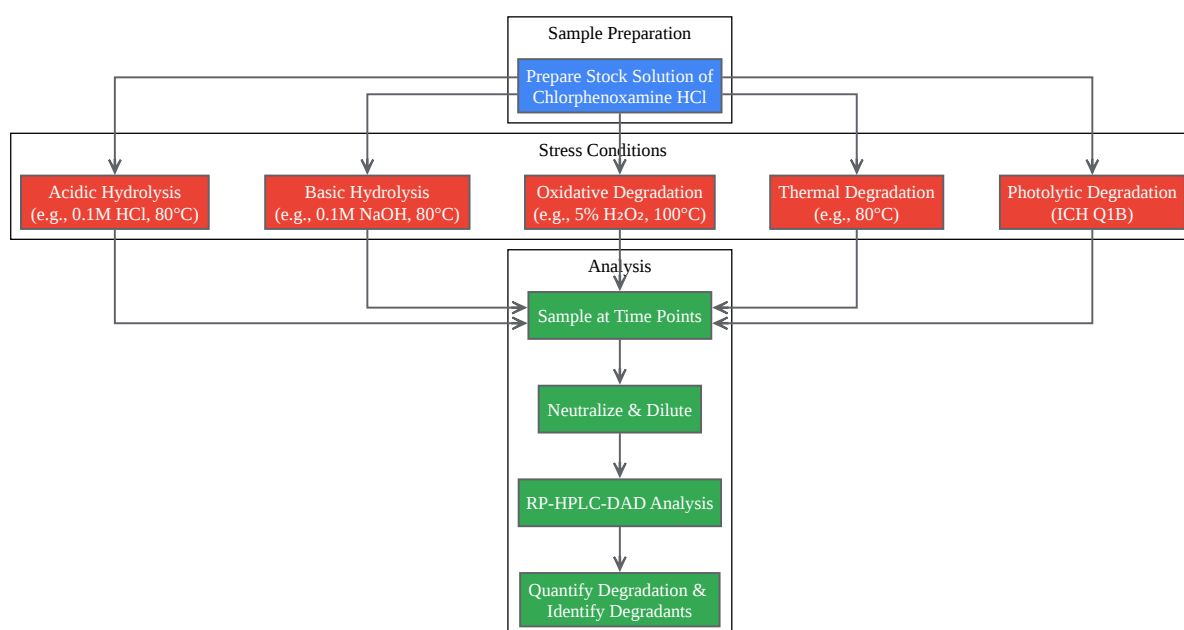 Sample Preparation
Prepare Stock Solution of
Chlorphenoxamine HCl
Stress Conditions
Acidic Hydrolysis
(e.g., 0.1M HCl, 80°C)
Basic Hydrolysis
(e.g., 0.1M NaOH, 80°C)
Oxidative Degradation
(e.g., 5% H₂O₂, 100°C)
Thermal Degradation
(e.g., 80°C)
Photolytic Degradation
(ICH Q1B)
Analysis
Sample at Time Points
Neutralize & Dilute
RP-HPLC-DAD Analysis
Quantify Degradation &
Identify Degradants